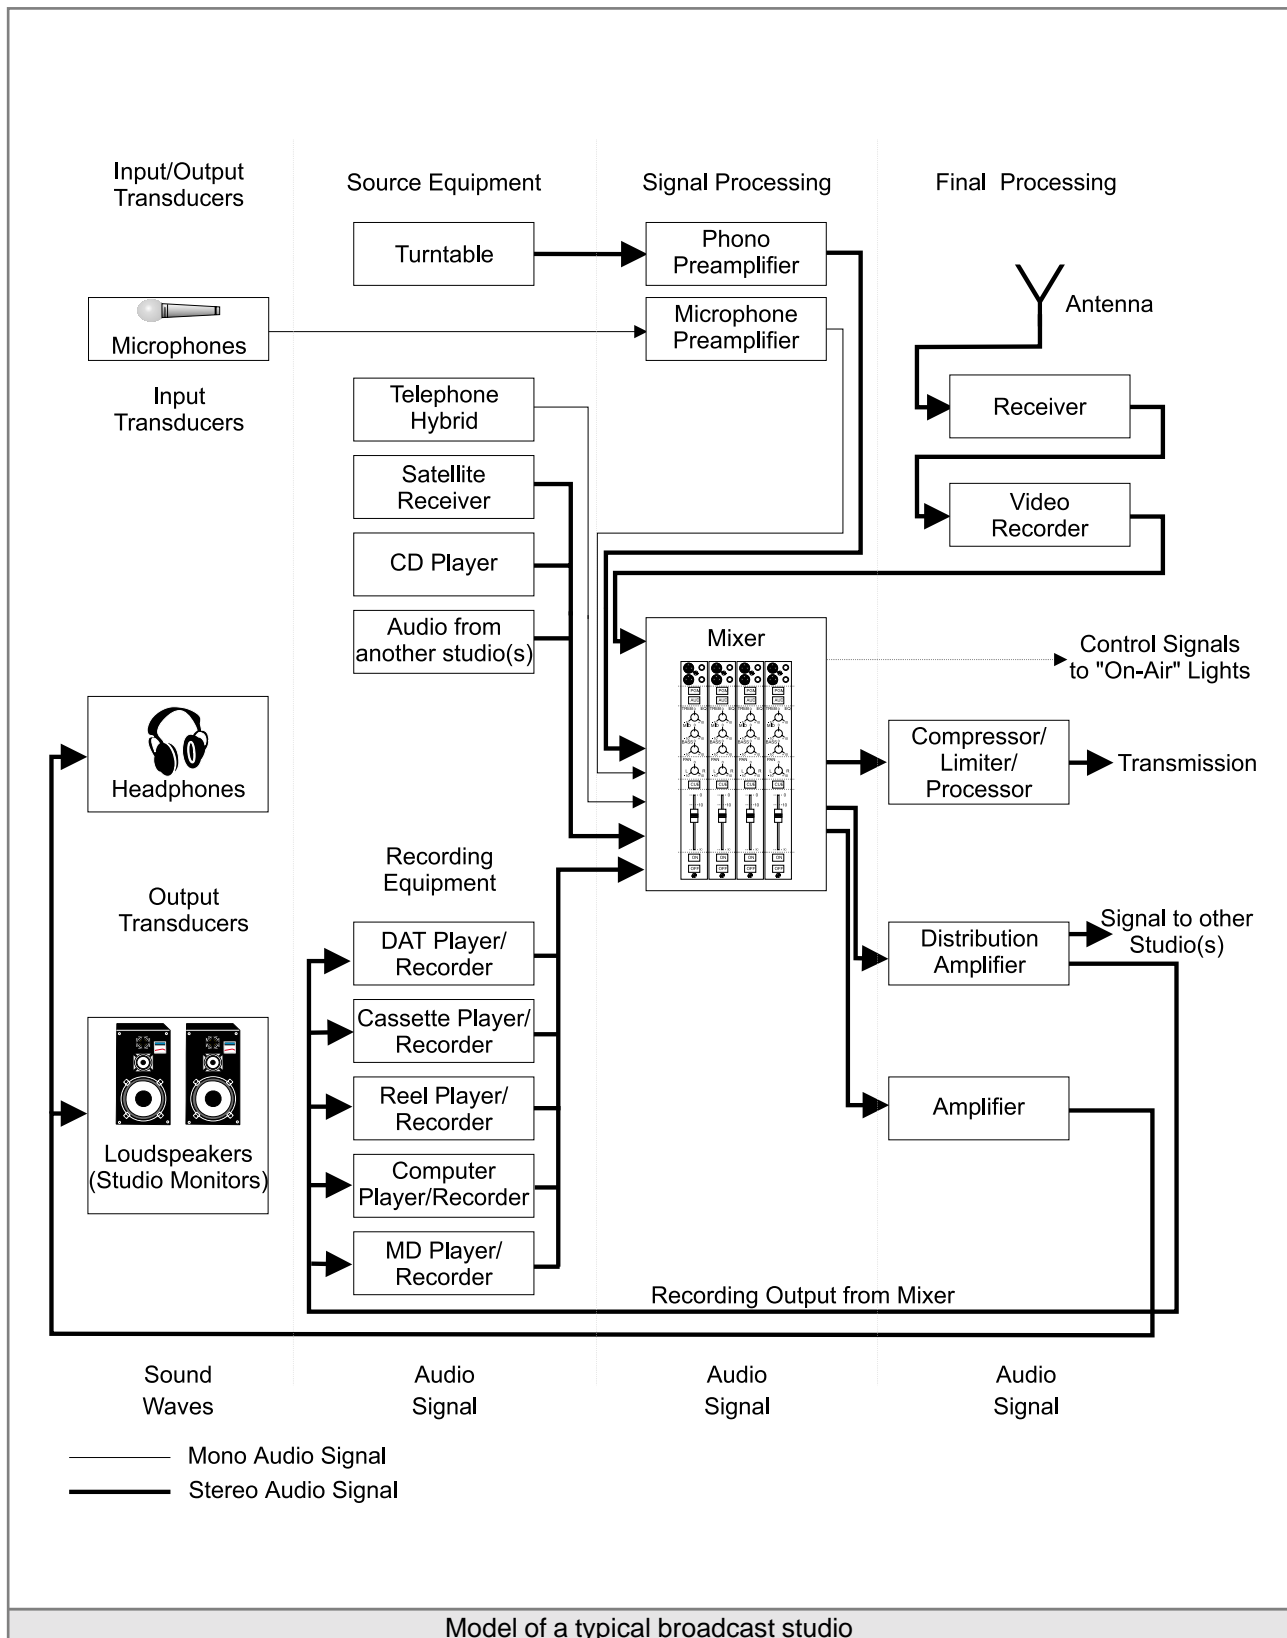 Input/Output
Transducers
Source Equipment
Signal Processing
Final Processing
Turntable
Phono
Preamplifier
Antenna
Microphones
Microphone
Preamplifier
Input
Transducers
Telephone
Hybrid
Receiver
Satellite
Receiver
Video
Recorder
CD Player
Audio from
another studio(s)
Mixer
Control Signals
to "On-Air" Lights
Headphones
Compressor/
Limiter/
Processor
Transmission
Recording
Equipment
Output
Transducers
DAT Player/
Recorder
Distribution
Amplifier
Signal to other
Studio(s)
Cassette Player/
Recorder
Reel Player/
Recorder
Amplifier
Loudspeakers
(Studio Monitors)
Computer
Player/Recorder
MD Player/
Recorder
Recording Output from Mixer
Sound
Waves
Audio
Signal
Audio
Signal
Audio
Signal
Mono Audio Signal
Stereo Audio Signal
Model of a typical broadcast studio